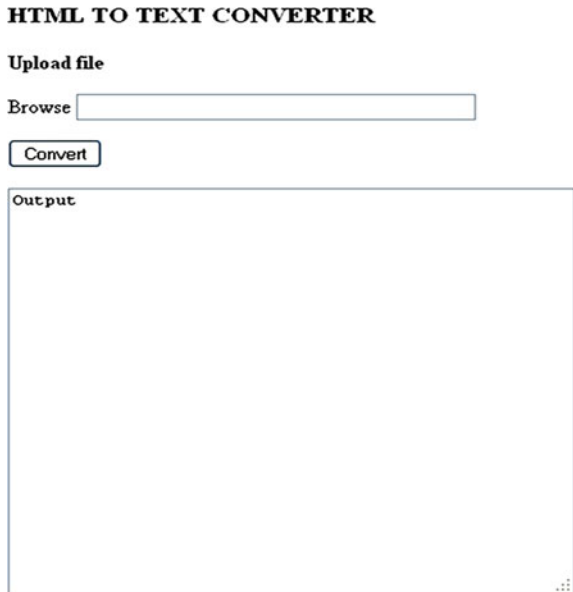 HTML TO TEXT CONVERTER
Upload file
Browse
Convert
Output